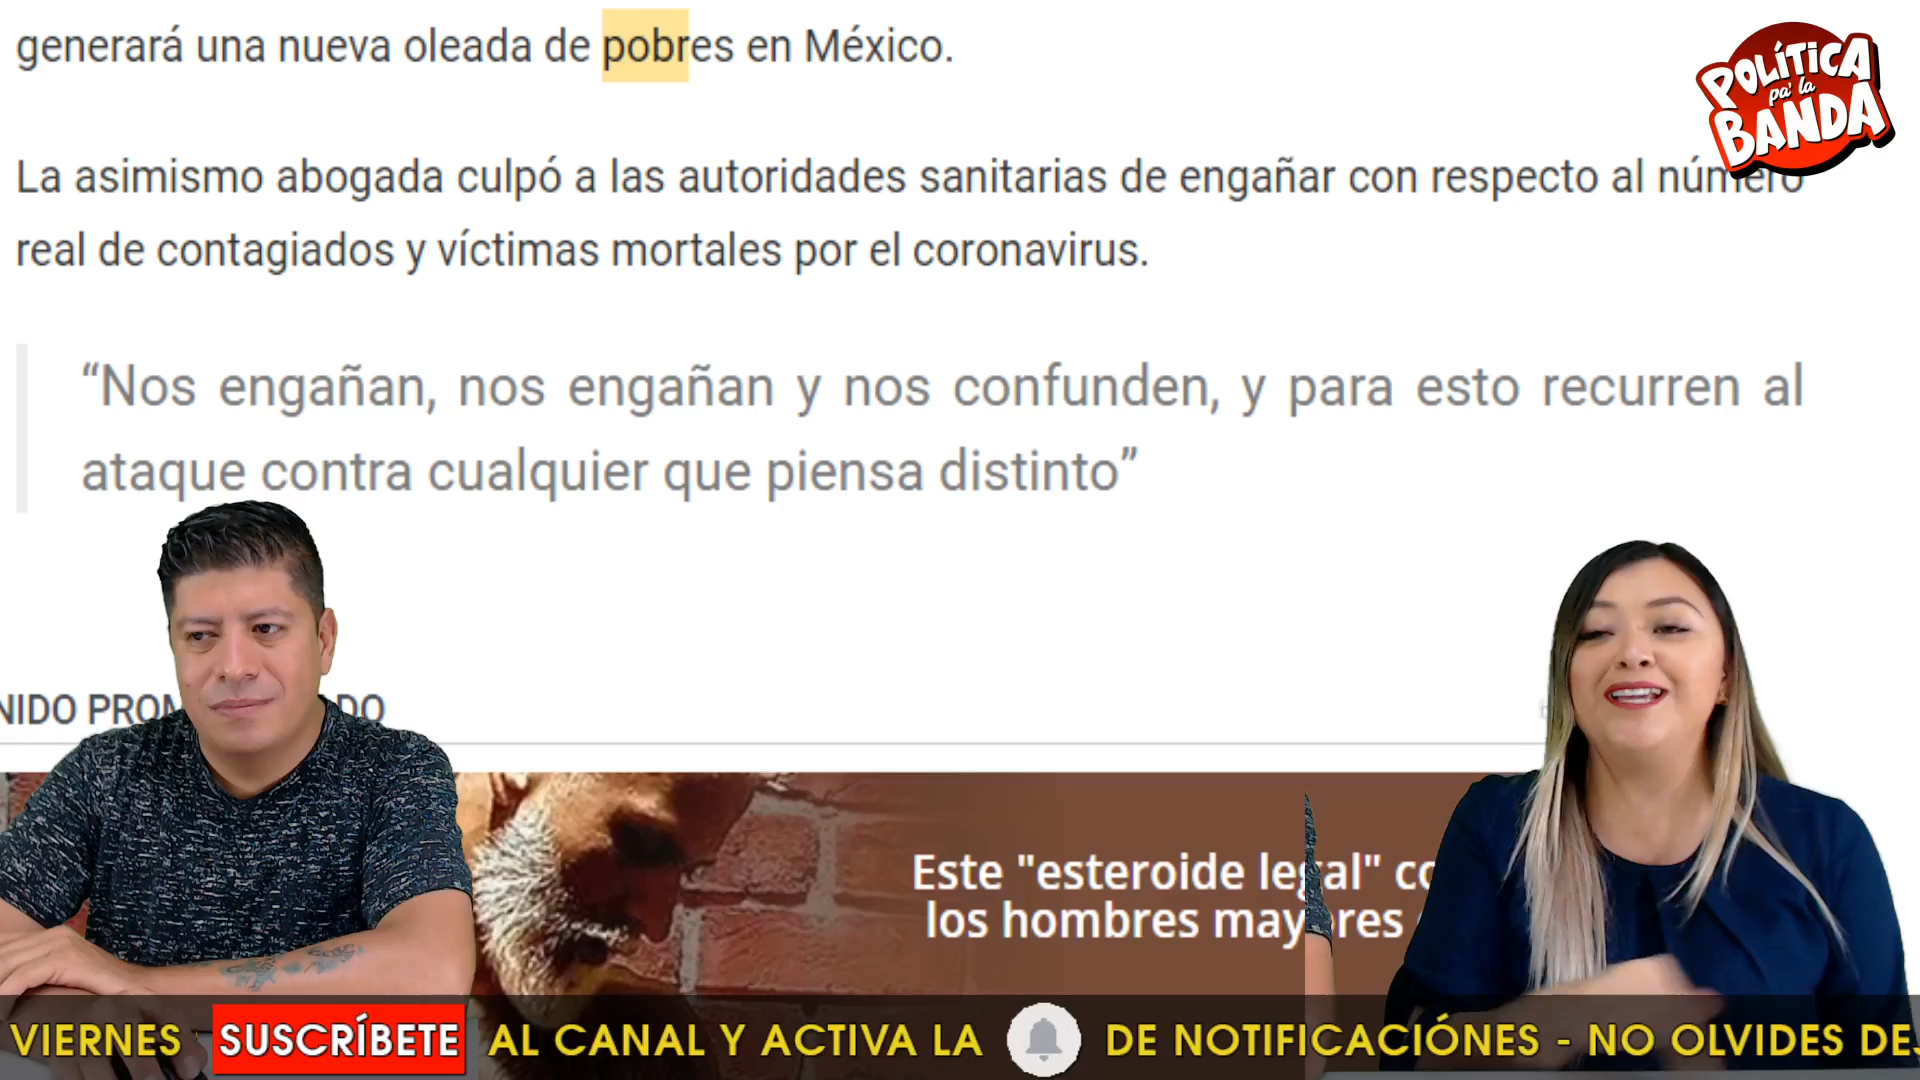 generará una nueva oleada de pobres en México.
POLÍTICA
pa' la
BANDA
La asimismo abogada culpó a las autoridades sanitarias de engañar con respecto al número
real de contagiados y víctimas mortales por el coronavirus.
“Nos engañan, nos engañan y nos confunden, y para esto recurren al
ataque contra cualquier que piensa distinto”
Este "esteroide legal"
los hombres mayores
VIERNES SUSCRÍBETE AL CANAL Y ACTIVA LA DE NOTIFICACIÓNES - NO OLVIDES